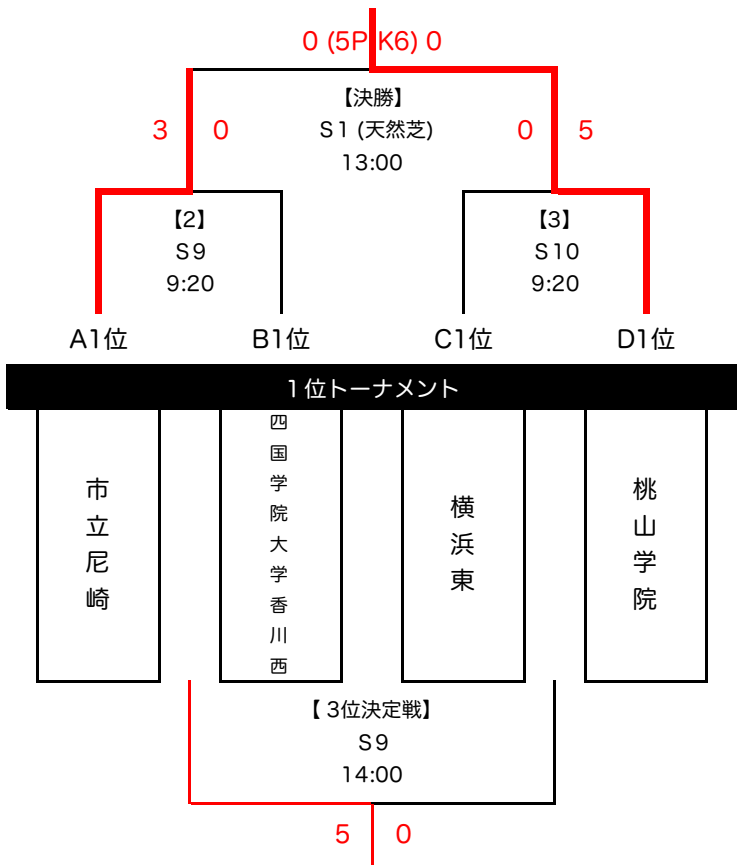 0 (5PK6) 0
【決勝】
3 0 S1 (天然芝) 0 5
13:00
【2】 【3】
S9 S10
9:20 9:20
A1位 B1位 C1位 D1位
1位トーナメント
市立尼崎
四国学院大学香川西
横浜東
桃山学院
【 3位決定戦】
S9
14:00
5 0